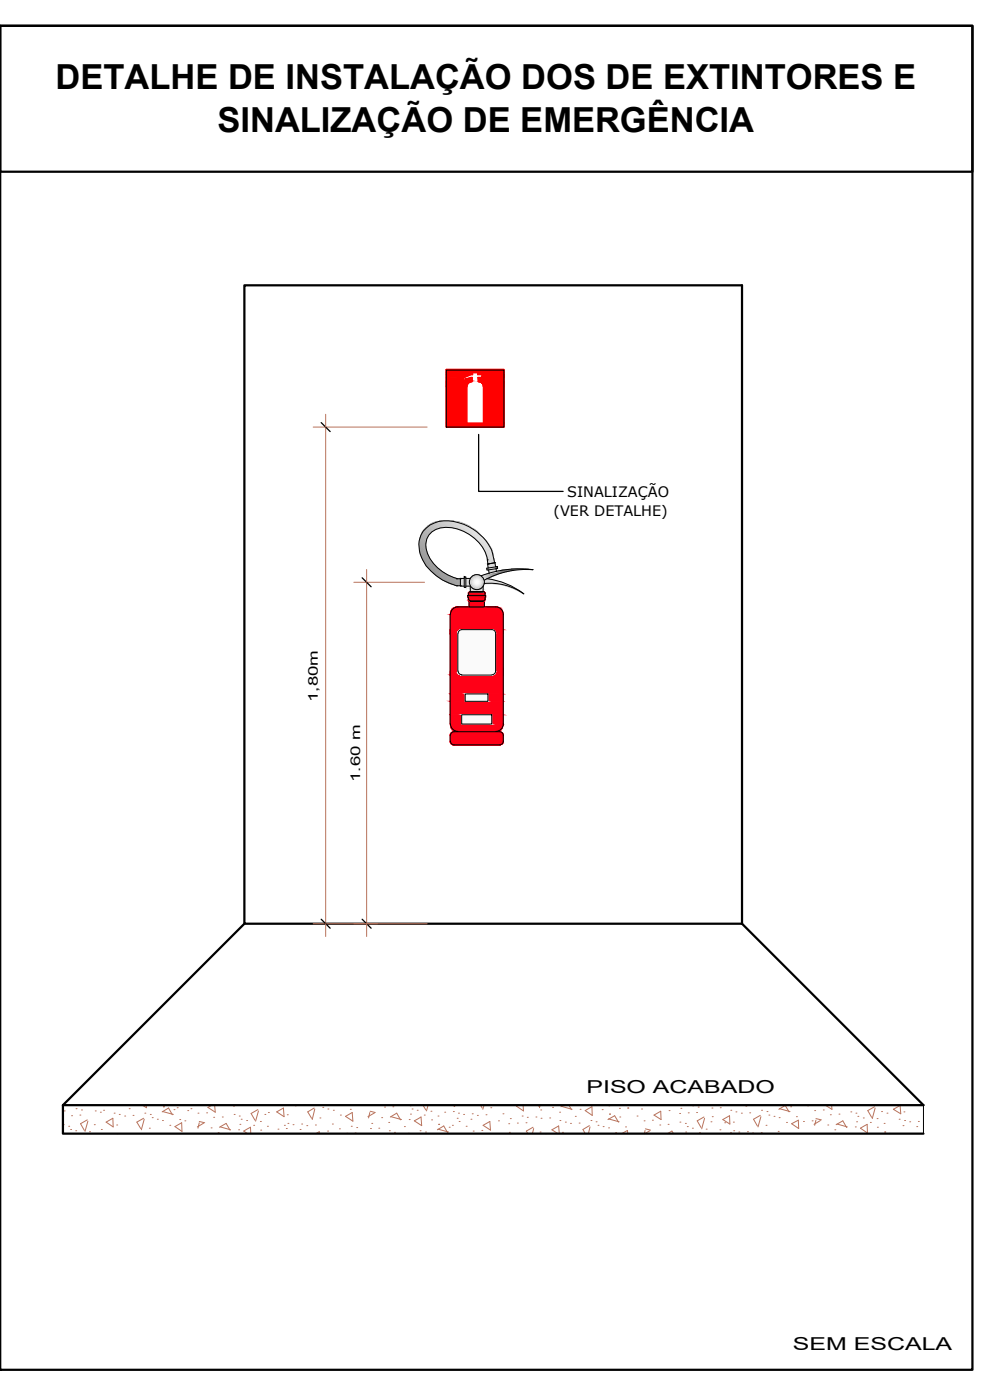 DETALHE DE INSTALAÇÃO DOS DE EXTINTORES E
SINALIZAÇÃO DE EMERGÊNCIA
SINALIZAÇÃO
(VER DETALHE)
1,80m
1.60 m
PISO ACABADO
SEM ESCALA